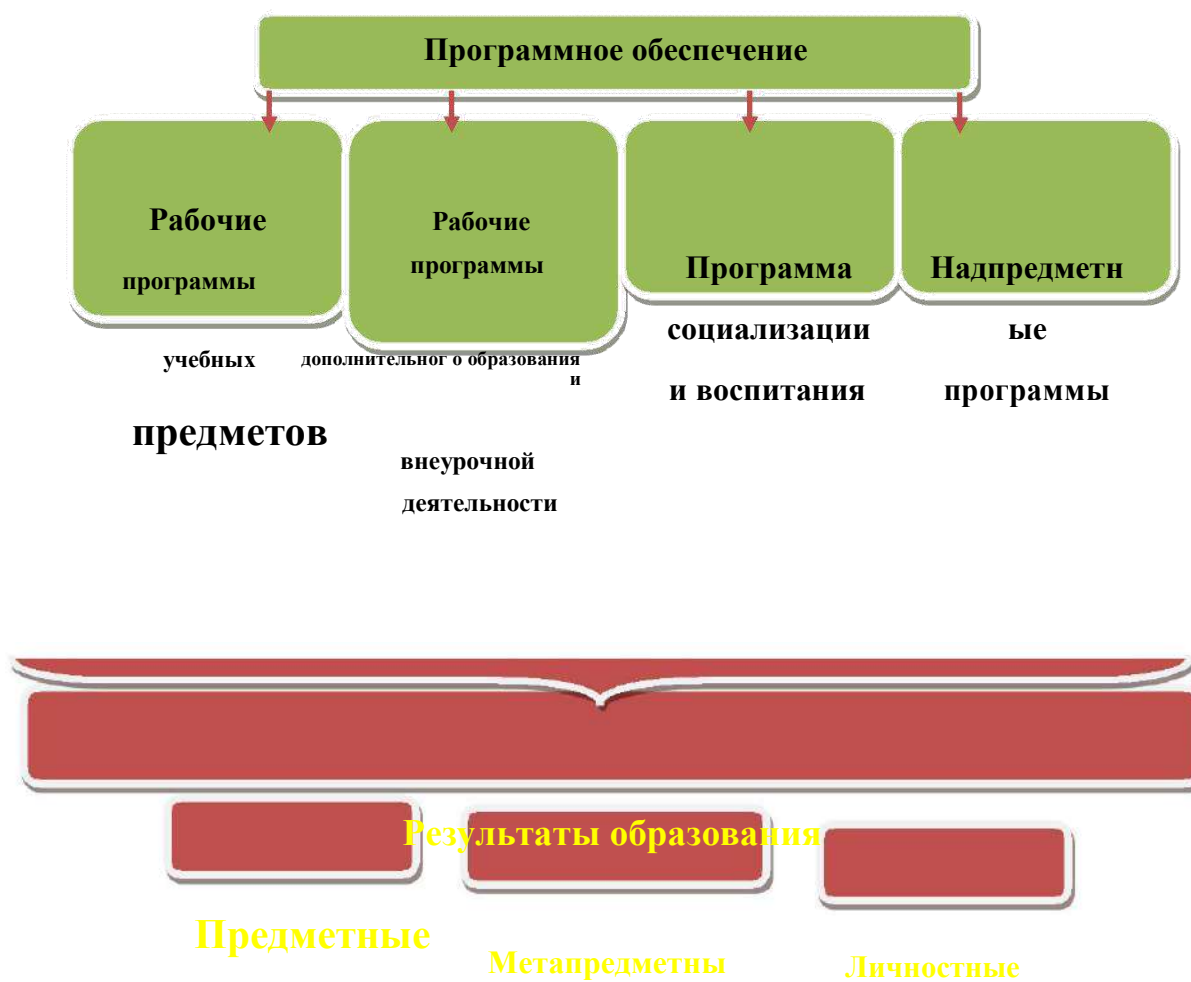 Программное обеспечение
Рабочие
программы
учебных
предметов
Рабочие
программы
дополнительног о образования
и
внеурочной
деятельности
Программа
социализации
и воспитания
Надпредметн
ые
программы
Результаты образования
Предметные
Метапредметны
Личностные